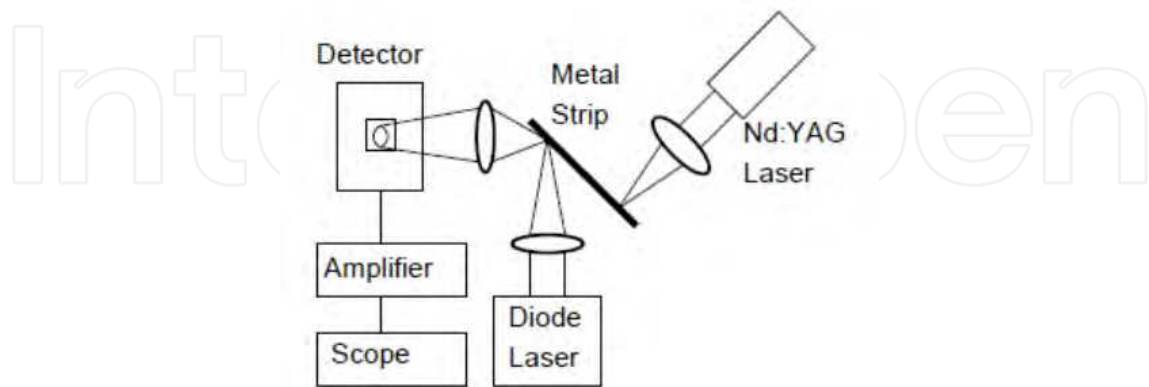 Detector
Metal
Strip
Nd:YAG
Laser
Amplifier
Scope
Diode
Laser